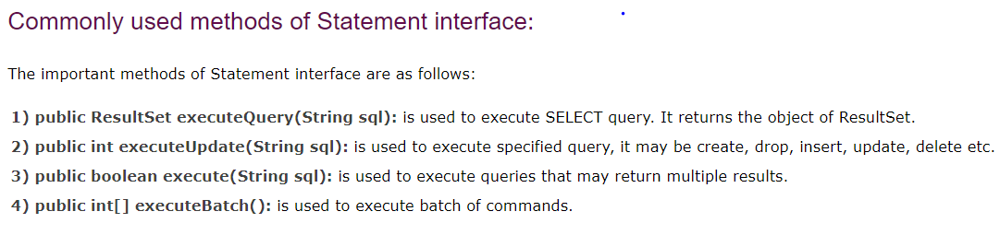 Commonly used methods of Statement interface:
The important methods of Statement interface are as follows:
1) public ResultSet executeQuery(String sql): is used to execute SELECT query. It returns the object of ResultSet.
2) public int executeUpdate(String sql): is used to execute specified query, it may be create, drop, insert, update, delete etc.
3) public boolean execute(String sql): is used to execute queries that may return multiple results.
4) public int[] executeBatch(): is used to execute batch of commands.